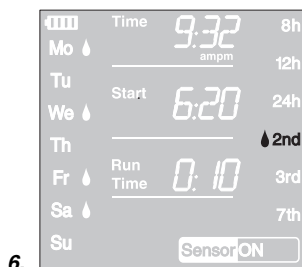 Time 9:32 8h
ampm
Mo 12h
Tu
Start 6:20 24h
We
Th 2nd
Run Time 0:10
Fr 3rd
Sa 7th
Su
Sensor ON
6.